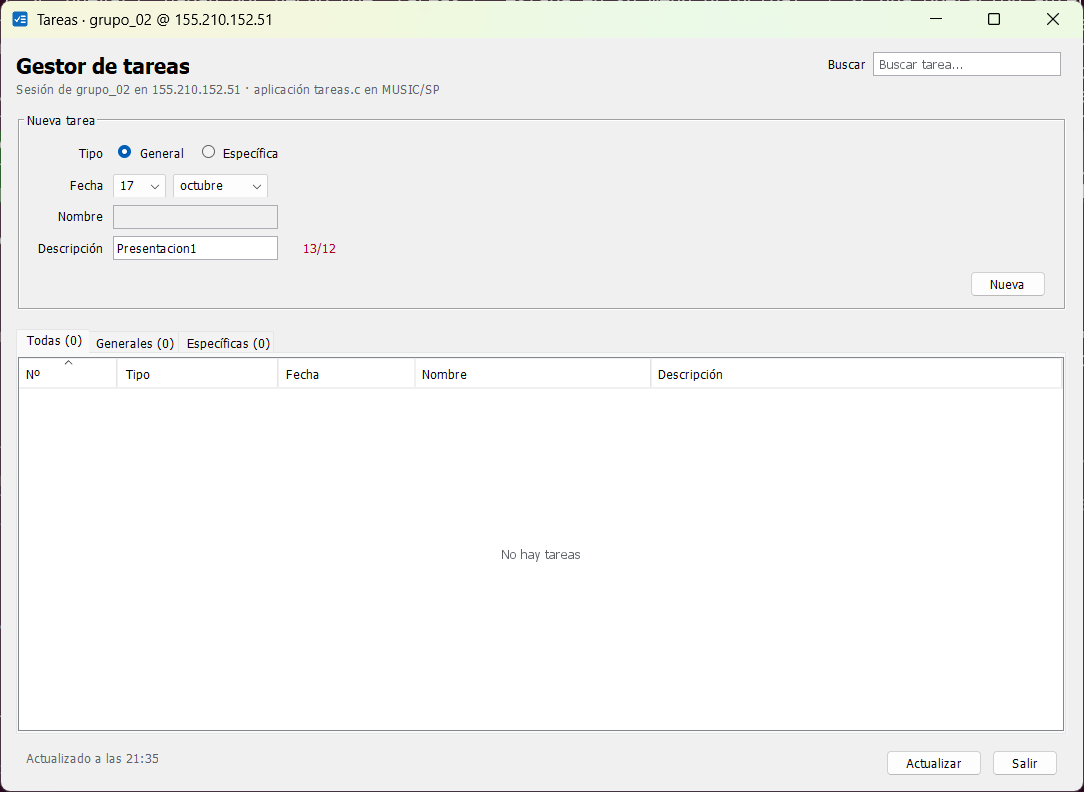 Tareas · grupo_02 @ 155.210.152.51
Gestor de tareas
Buscar Buscar tarea...
Sesión de grupo_02 en 155.210.152.51 · aplicación tareas.c en MUSIC/SP
Nueva tarea
Tipo General Específica
Fecha 17 octubre
Nombre
Descripción Presentacion1 13/12
Nueva
Todas (0) Generales (0) Específicas (0)
Nº Tipo Fecha Nombre Descripción
No hay tareas
Actualizado a las 21:35
Actualizar Salir